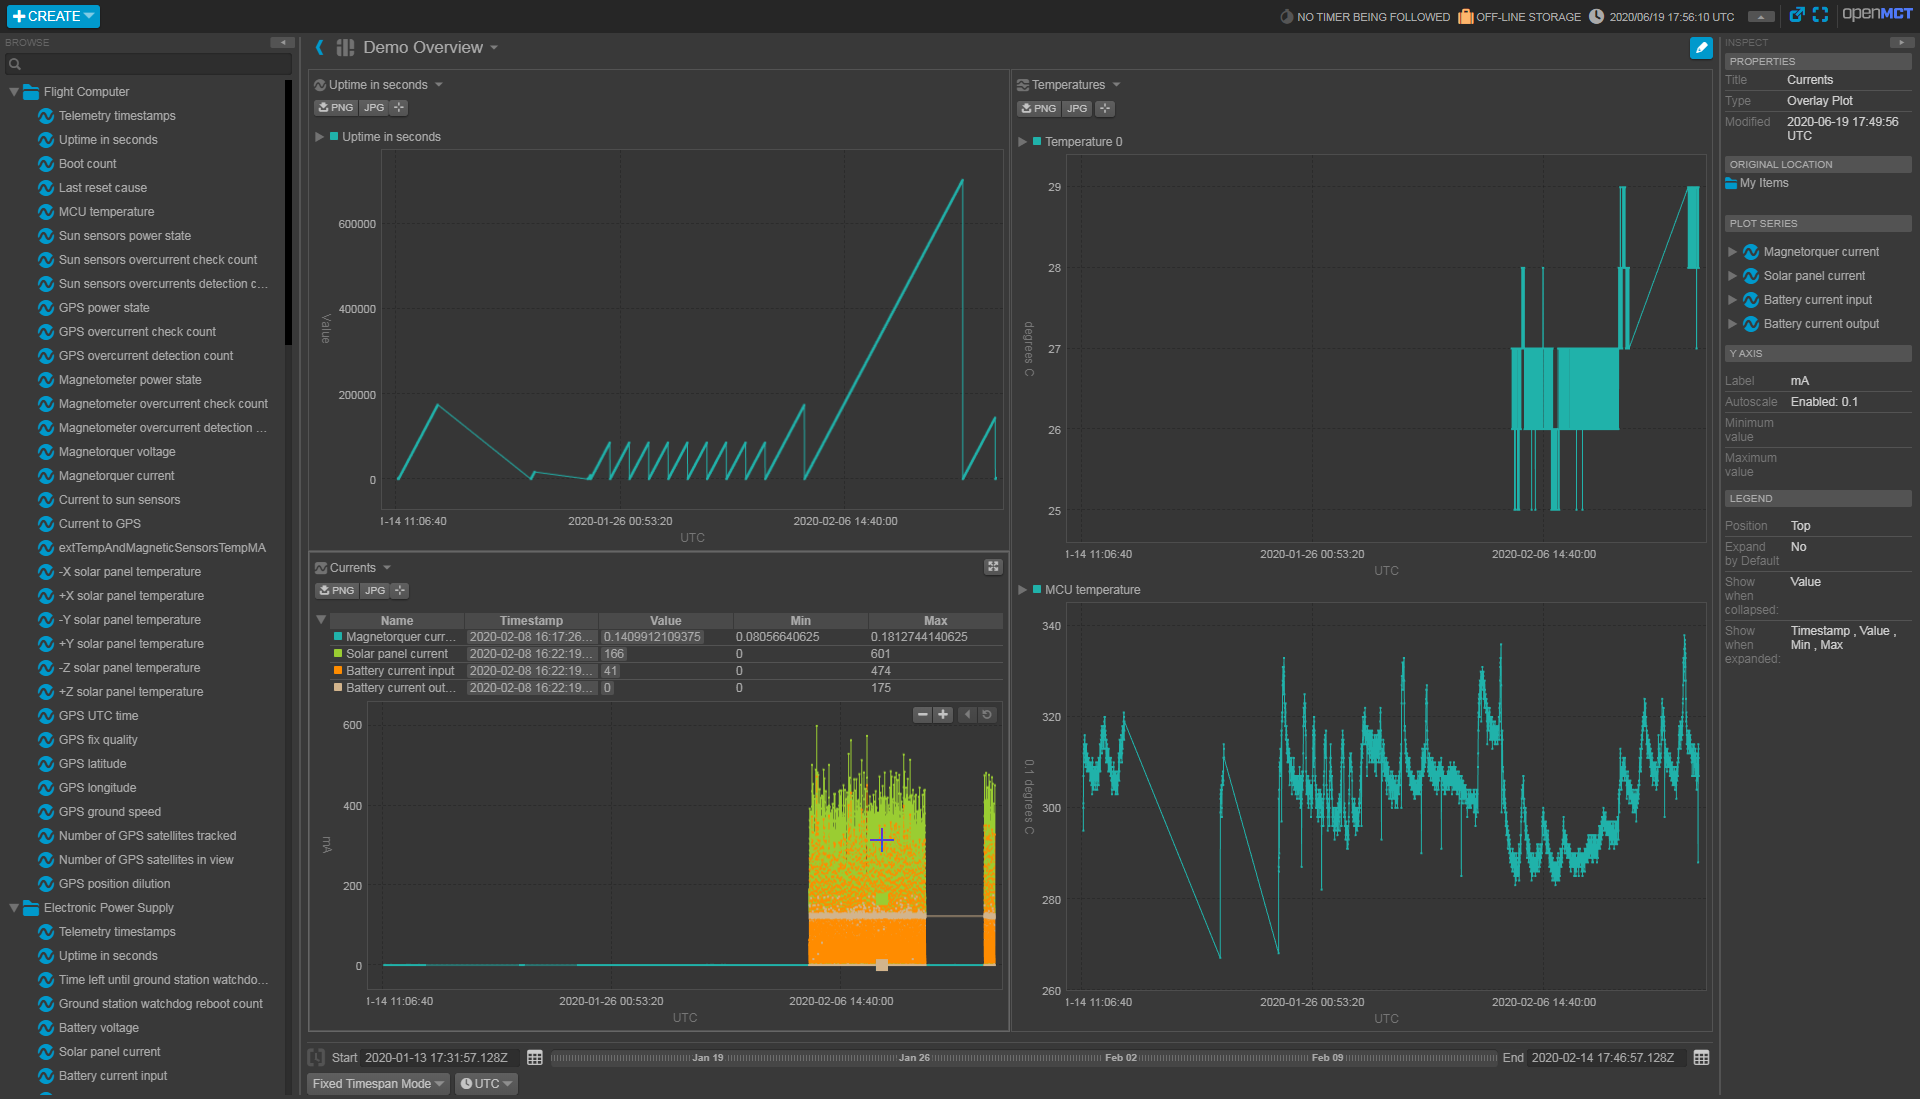 CREATE
NO TIMER BEING FOLLOWED OFF-LINE STORAGE 2020/06/19 17:56:10 UTC openMCT
BROWSE
Flight Computer
Telemetry timestamps
Uptime in seconds
Boot count
Last reset cause
MCU temperature
Sun sensors power state
Sun sensors overcurrent check count
Sun sensors overcurrents detection c...
GPS power state
GPS overcurrent check count
GPS overcurrent detection count
Magnetometer power state
Magnetometer overcurrent check count
Magnetometer overcurrent detection ...
Magnetorquer voltage
Magnetorquer current
Current to sun sensors
Current to GPS
extTempAndMagneticSensorsTempMA
-X solar panel temperature
+X solar panel temperature
-Y solar panel temperature
+Y solar panel temperature
-Z solar panel temperature
+Z solar panel temperature
GPS UTC time
GPS fix quality
GPS latitude
GPS longitude
GPS ground speed
Number of GPS satellites tracked
Number of GPS satellites in view
GPS position dilution
Electronic Power Supply
Telemetry timestamps
Uptime in seconds
Time left until ground station watchdo...
Ground station watchdog reboot count
Battery voltage
Solar panel current
Battery current input
Demo Overview
Uptime in seconds
PNG JPG
Uptime in seconds
600000
400000
200000
0
Value
1-14 11:06:40 2020-01-26 00:53:20 2020-02-06 14:40:00
UTC
Currents
PNG JPG
Name Timestamp Value Min Max
Magnetorquer curr... 2020-02-08 16:17:26... 0.1409912109375 0.08056640625 0.1812744140625
Solar panel current 2020-02-08 16:22:19... 166 0 601
Battery current input 2020-02-08 16:22:19... 41 0 474
Battery current out... 2020-02-08 16:22:19... 0 0 175
600
400
200
0
mA
1-14 11:06:40 2020-01-26 00:53:20 2020-02-06 14:40:00
UTC
Temperatures
PNG JPG
Temperature 0
29
28
27
26
25
degrees C
1-14 11:06:40 2020-01-26 00:53:20 2020-02-06 14:40:00
UTC
MCU temperature
340
320
300
280
260
0.1 degrees C
1-14 11:06:40 2020-01-26 00:53:20 2020-02-06 14:40:00
UTC
Start 2020-01-13 17:31:57.128Z Jan 19 Jan 26 Feb 02 Feb 09 End 2020-02-14 17:46:57.128Z
Fixed Timespan Mode UTC
INSPECT
PROPERTIES
Title Currents
Type Overlay Plot
Modified 2020-06-19 17:49:56
UTC
ORIGINAL LOCATION
My Items
PLOT SERIES
Magnetorquer current
Solar panel current
Battery current input
Battery current output
Y AXIS
Label mA
Autoscale Enabled: 0.1
Minimum
value
Maximum
value
LEGEND
Position Top
Expand No
by Default
Show Value
when
collapsed:
Show Timestamp , Value ,
when Min , Max
expanded: